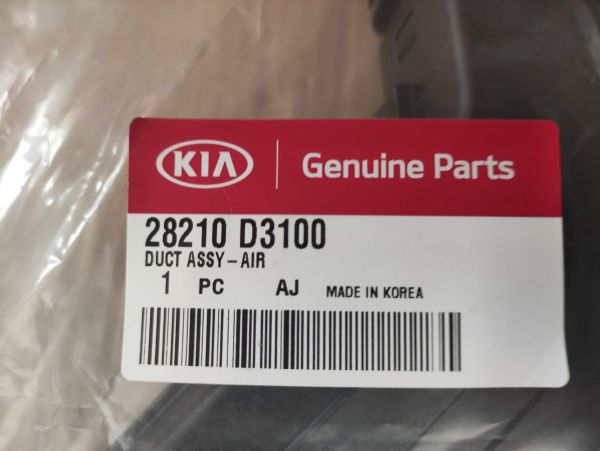 KIA Genuine Parts
28210 D3100
DUCT ASSY-AIR
1 PC AJ MADE IN KOREA